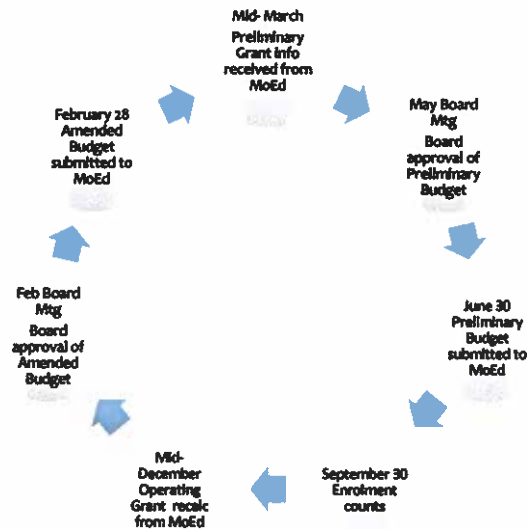 Mid- March
Preliminary
Grant info
received from
MoEd
May Board
Mtg
Board
approval of
Preliminary
Budget
June 30
Preliminary
Budget
submitted to
MoEd
September 30
Enrolment
counts
Mid-
December
Operating
Grant recalc
from MoEd
Feb Board
Mtg
Board
approval of
Amended
Budget
February 28
Amended
Budget
submitted to
MoEd